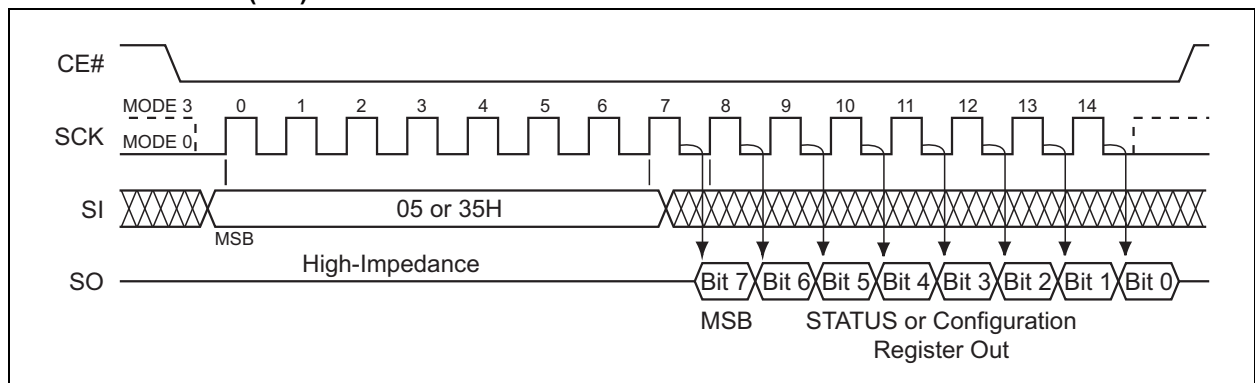 CE#
MODE 3 0 1 2 3 4 5 6 7 8 9 10 11 12 13 14
SCK MODE 0
SI 05 or 35H
MSB
High-Impedance
SO Bit 7 Bit 6 Bit 5 Bit 4 Bit 3 Bit 2 Bit 1 Bit 0
MSB STATUS or Configuration
Register Out